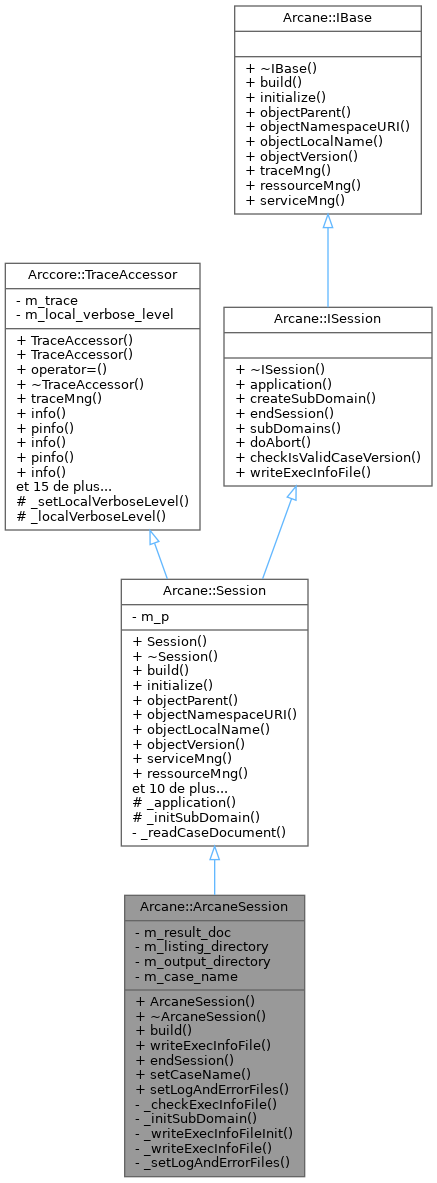 Arcane::IBase
+ ~IBase()
+ build()
+ initialize()
+ objectParent()
+ objectNamespaceURI()
+ objectLocalName()
+ objectVersion()
+ traceMng()
+ ressourceMng()
+ serviceMng()
Arccore::TraceAccessor
- m_trace
- m_local_verbose_level
+ TraceAccessor()
+ TraceAccessor()
+ operator=()
+ ~TraceAccessor()
+ traceMng()
+ info()
+ pinfo()
+ info()
+ pinfo()
+ info()
et 15 de plus...
# _setLocalVerboseLevel()
# _localVerboseLevel()
Arcane::ISession
+ ~ISession()
+ application()
+ createSubDomain()
+ endSession()
+ subDomains()
+ doAbort()
+ checkIsValidCaseVersion()
+ writeExecInfoFile()
Arcane::Session
- m_p
+ Session()
+ ~Session()
+ build()
+ initialize()
+ objectParent()
+ objectNamespaceURI()
+ objectLocalName()
+ objectVersion()
+ serviceMng()
+ ressourceMng()
et 10 de plus...
# _application()
# _initSubDomain()
- _readCaseDocument()
Arcane::ArcaneSession
- m_result_doc
- m_listing_directory
- m_output_directory
- m_case_name
+ ArcaneSession()
+ ~ArcaneSession()
+ build()
+ writeExecInfoFile()
+ endSession()
+ setCaseName()
+ setLogAndErrorFiles()
- _checkExecInfoFile()
- _initSubDomain()
- _writeExecInfoFileInit()
- _writeExecInfoFile()
- _setLogAndErrorFiles()